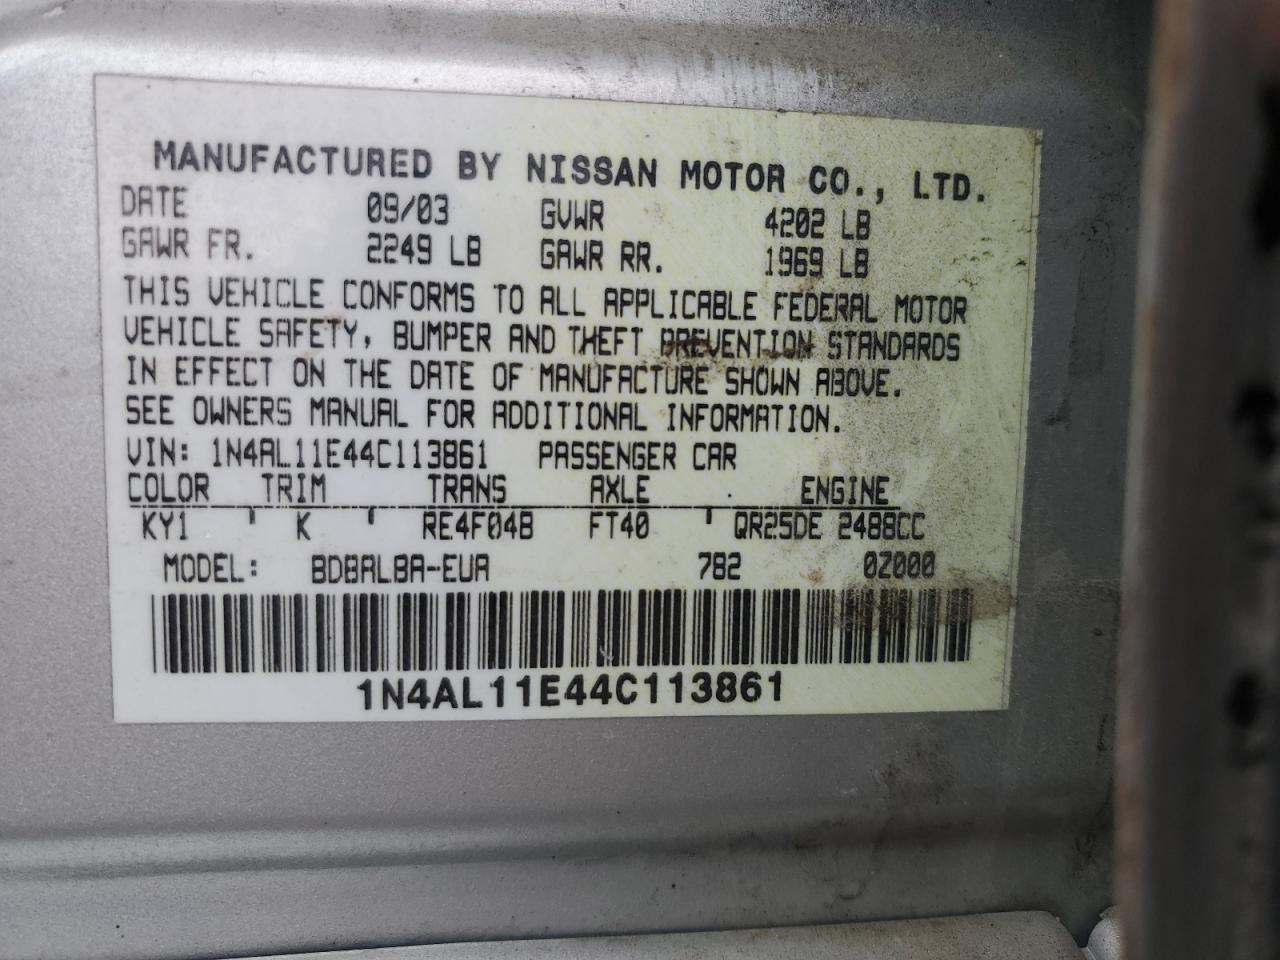 MANUFACTURED BY NISSAN MOTOR CO., LTD.
DATE 09/03 GVWR 4202 LB
GAWR FR. 2249 LB GAWR RR. 1969 LB
THIS VEHICLE CONFORMS TO ALL APPLICABLE FEDERAL MOTOR
VEHICLE SAFETY, BUMPER AND THEFT PREVENTION STANDARDS
IN EFFECT ON THE DATE OF MANUFACTURE SHOWN ABOVE.
SEE OWNERS MANUAL FOR ADDITIONAL INFORMATION.
VIN: 1N4AL11E44C113861 PASSENGER CAR
COLOR TRIM TRANS AXLE ENGINE
KY1 ' K ' RE4F04B FT40 ' QR25DE 2488CC
MODEL: BDBALBA-EUA 782 0Z000
1N4AL11E44C113861